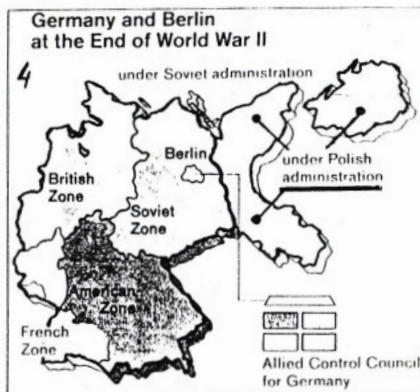 Germany and Berlin
at the End of World War II
4
under Soviet administration
Berlin
under Polish
administration
British
Zone
Soviet
Zone
American
Zone
French
Zone
Allied Control Council
for Germany